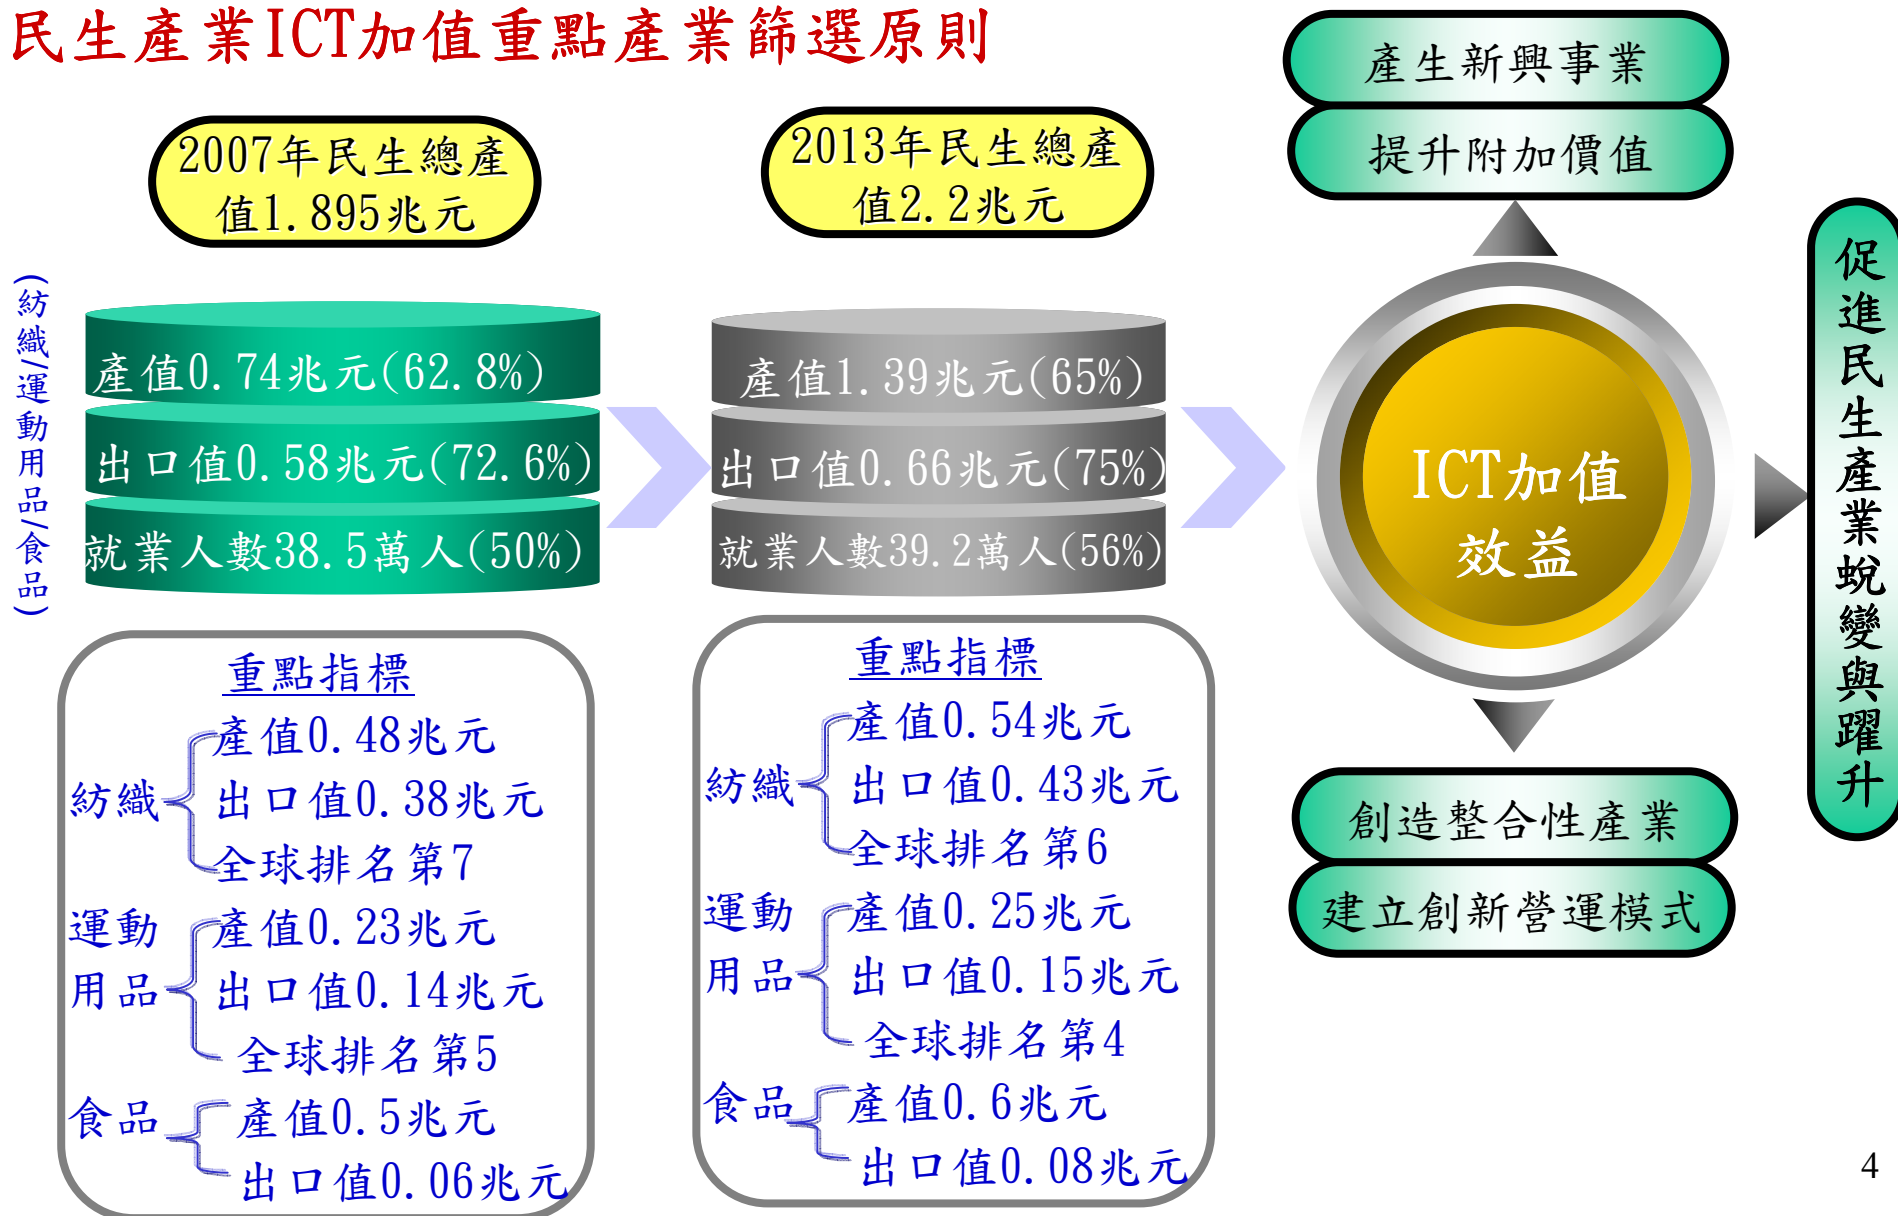 民生產業ICT加值重點產業篩選原則
2007年民生總產
值1.895兆元
2013年民生總產
值2.2兆元
(紡織/運動用品/食品)
產值0.74兆元(62.8%)
出口值0.58兆元(72.6%)
就業人數38.5萬人(50%)
產值1.39兆元(65%)
出口值0.66兆元(75%)
就業人數39.2萬人(56%)
重點指標
紡織
產值0.48兆元
出口值0.38兆元
全球排名第7
運動
用品
產值0.23兆元
出口值0.14兆元
全球排名第5
食品
產值0.5兆元
出口值0.06兆元
重點指標
紡織
產值0.54兆元
出口值0.43兆元
全球排名第6
運動
用品
產值0.25兆元
出口值0.15兆元
全球排名第4
食品
產值0.6兆元
出口值0.08兆元
產生新興事業
提升附加價值
ICT加值
效益
創造整合性產業
建立創新營運模式
促進民生產業蛻變與躍升
4